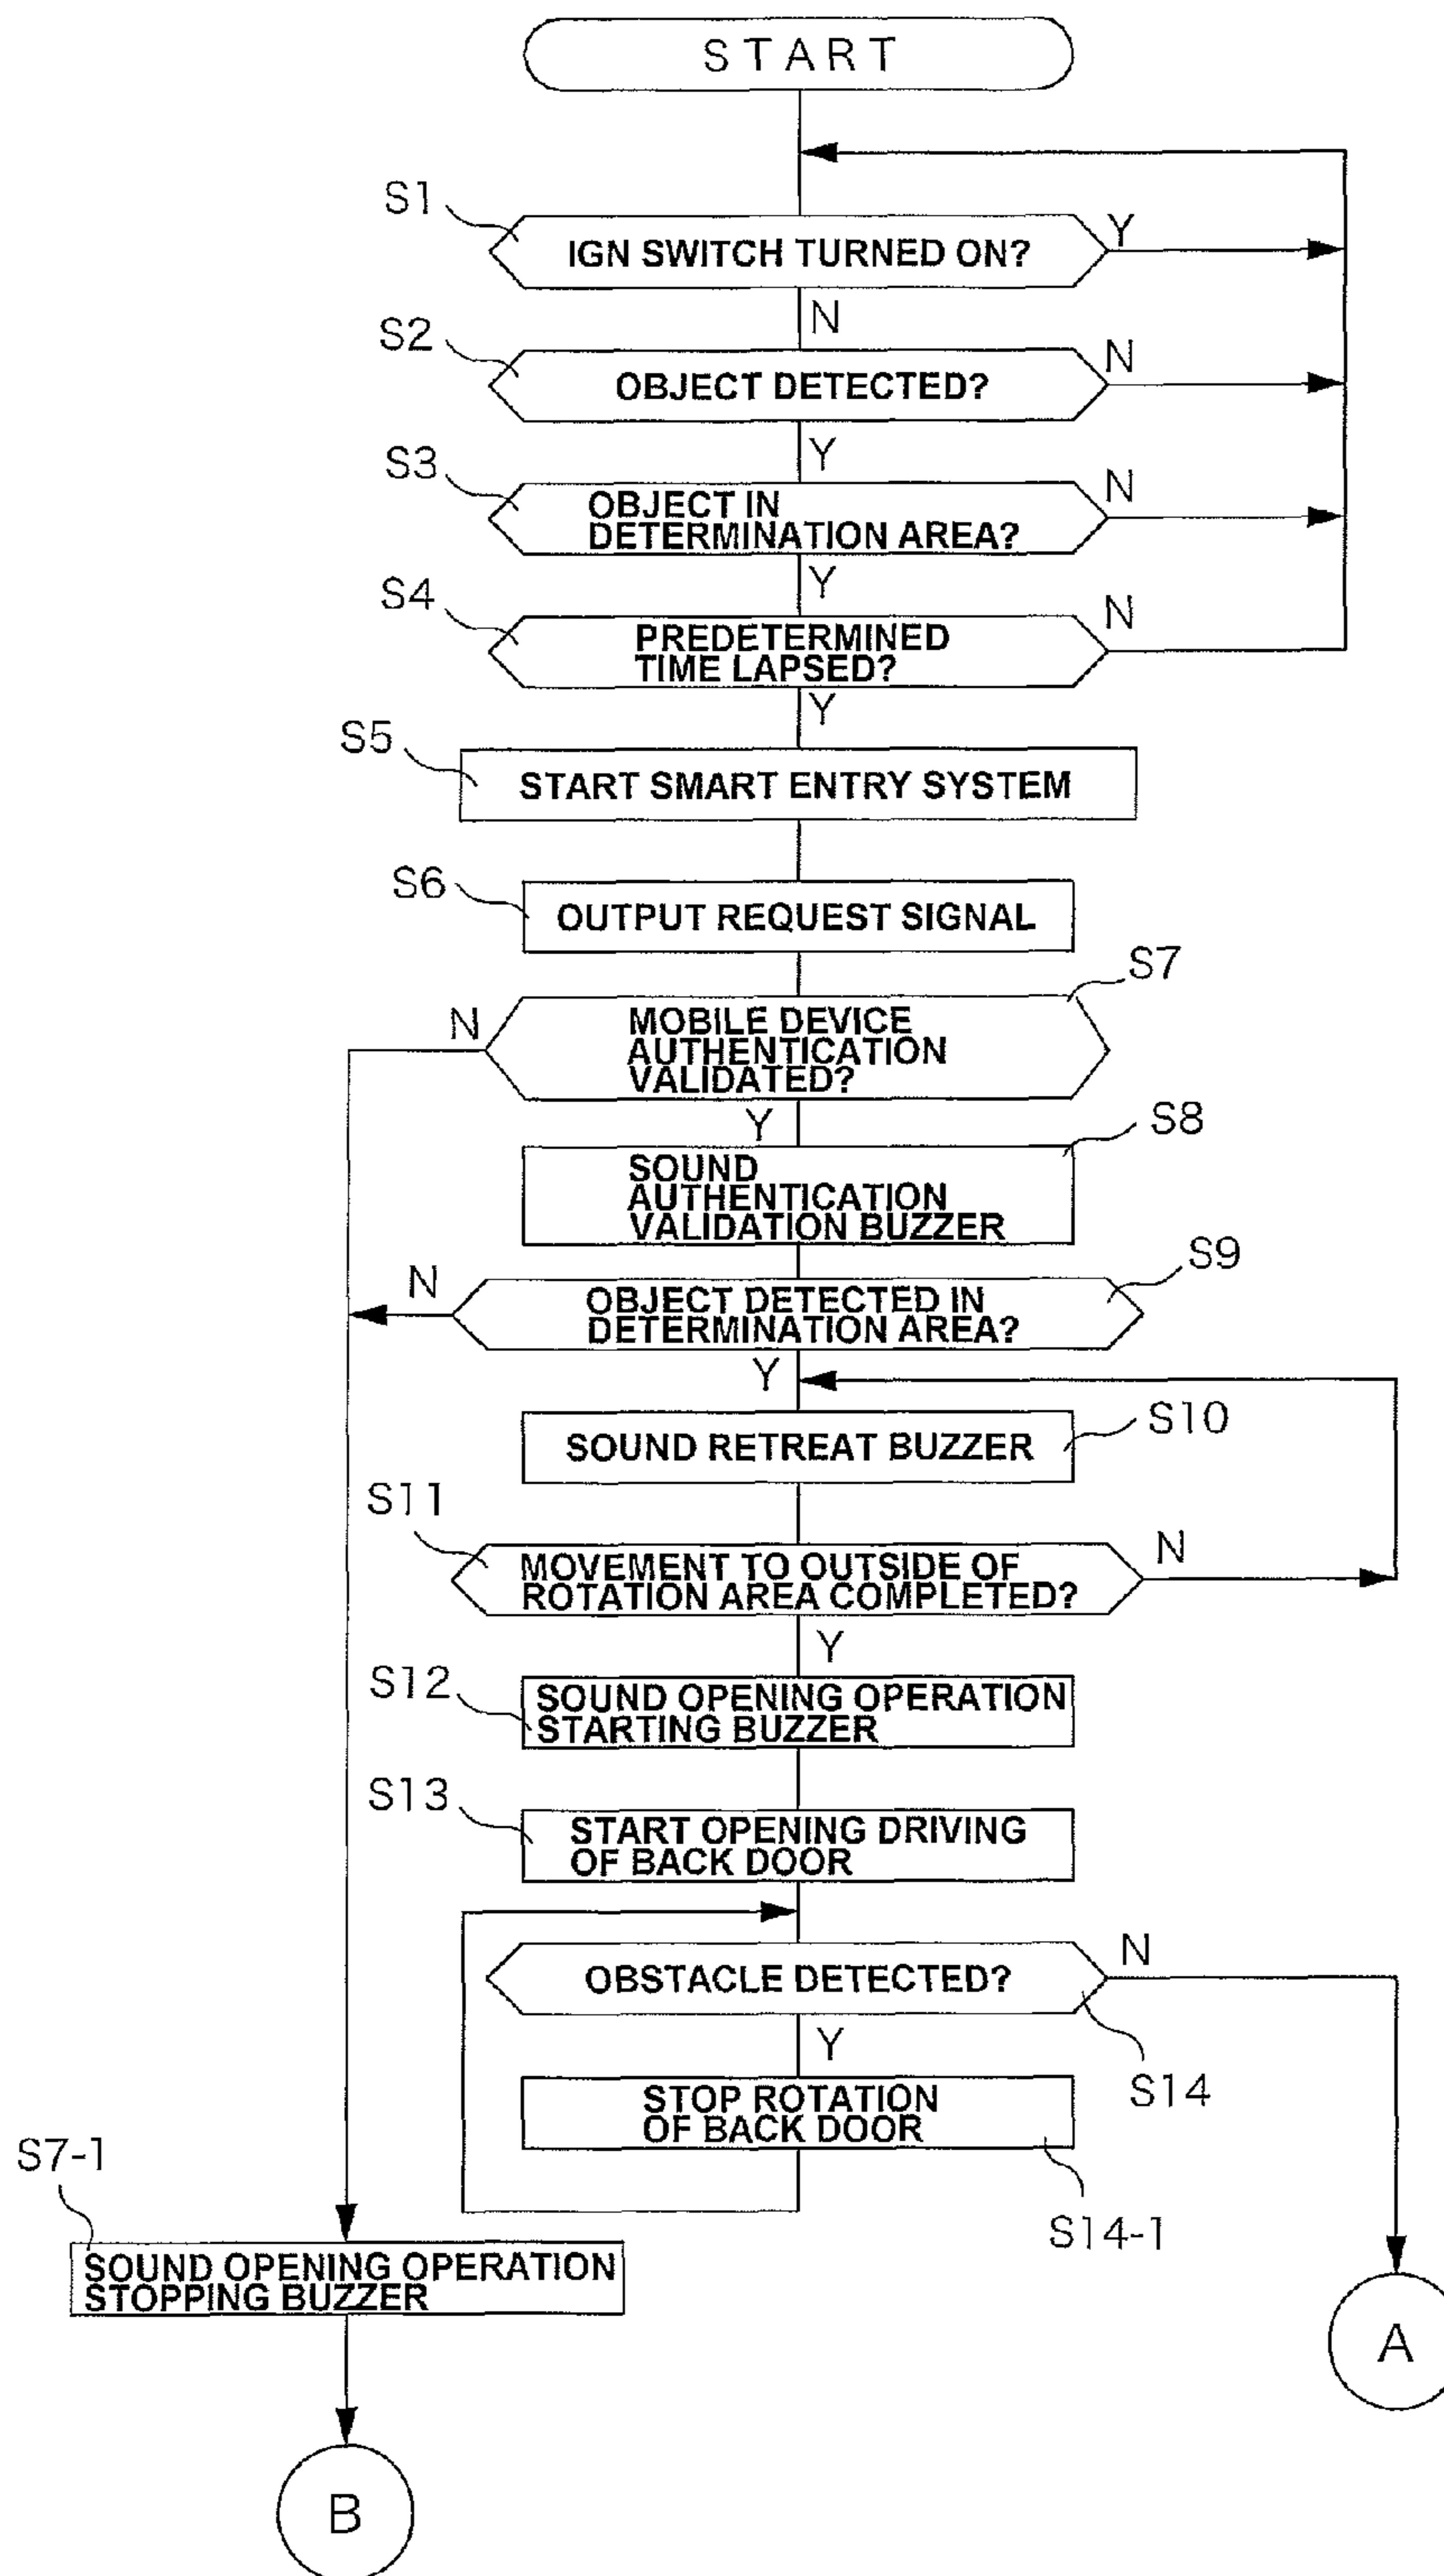 START
S1
IGN SWITCH TURNED ON?
Y
N
S2
OBJECT DETECTED?
N
Y
S3
OBJECT IN
DETERMINATION AREA?
N
Y
S4
PREDETERMINED
TIME LAPSED?
N
Y
S5
START SMART ENTRY SYSTEM
S6
OUTPUT REQUEST SIGNAL
S7
N
MOBILE DEVICE
AUTHENTICATION
VALIDATED?
Y
S8
SOUND
AUTHENTICATION
VALIDATION BUZZER
S9
N
OBJECT DETECTED IN
DETERMINATION AREA?
Y
S10
SOUND RETREAT BUZZER
S11
MOVEMENT TO OUTSIDE OF
ROTATION AREA COMPLETED?
N
Y
S12
SOUND OPENING OPERATION
STARTING BUZZER
S13
START OPENING DRIVING
OF BACK DOOR
OBSTACLE DETECTED?
N
Y
S14
STOP ROTATION
OF BACK DOOR
S14-1
S7-1
SOUND OPENING OPERATION
STOPPING BUZZER
A
B